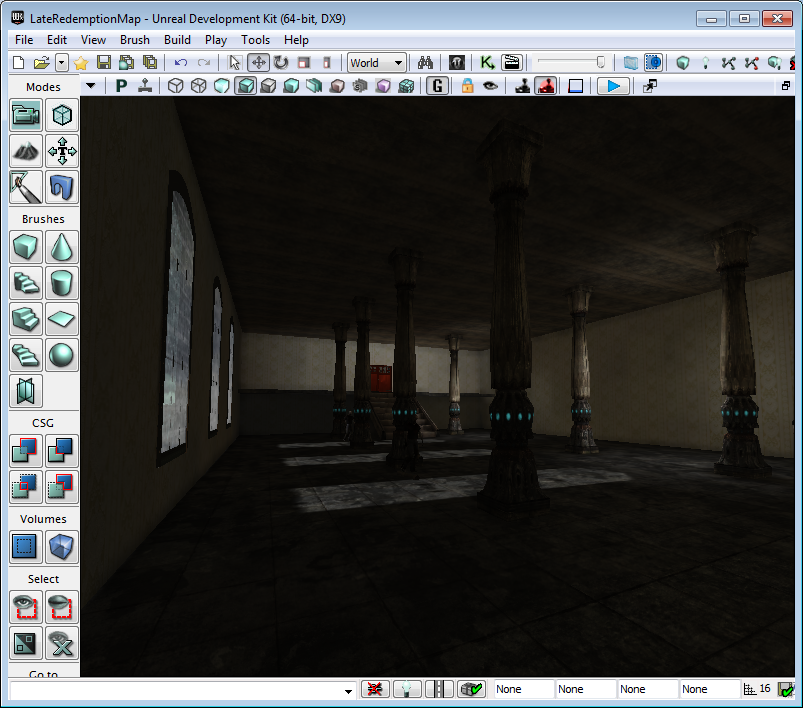 LateRedemptionMap - Unreal Development Kit (64-bit, DX9)
File Edit View Brush Build Play Tools Help
World
Modes
P
G
Brushes
CSG
Volumes
Select
Go to
None None None None 16